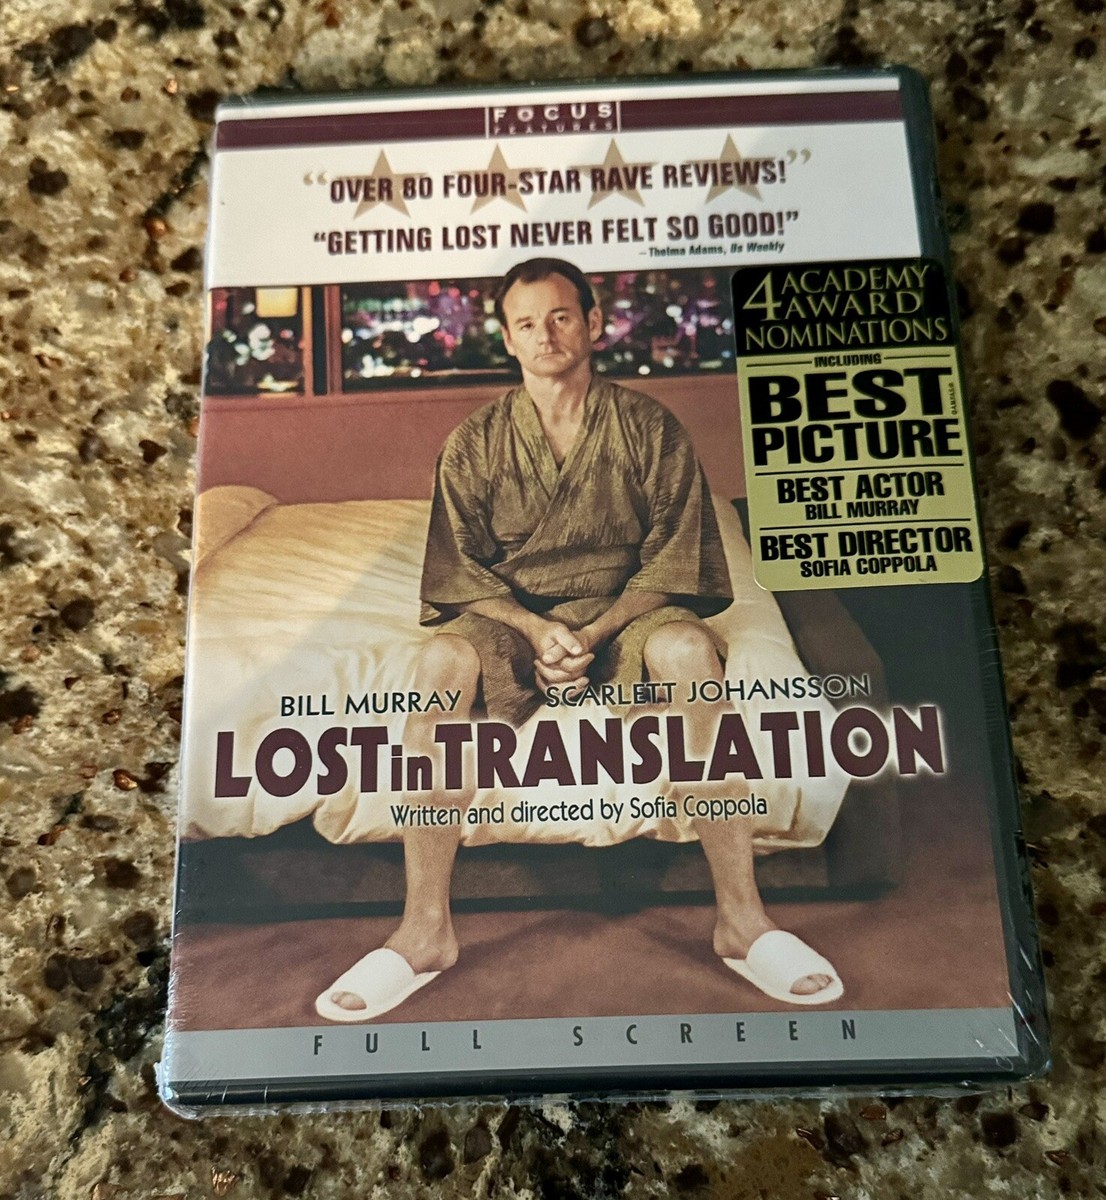 FOCUS
FEATURES
"OVER 80 FOUR-STAR RAVE REVIEWS!"
"GETTING LOST NEVER FELT SO GOOD!"
– Thelma Adams, Us Weekly
4 ACADEMY
AWARD
NOMINATIONS
INCLUDING
BEST
PICTURE
BEST ACTOR
BILL MURRAY
BEST DIRECTOR
SOFIA COPPOLA
BILL MURRAY SCARLETT JOHANSSON
LOST in TRANSLATION
Written and directed by Sofia Coppola
FULL SCREEN